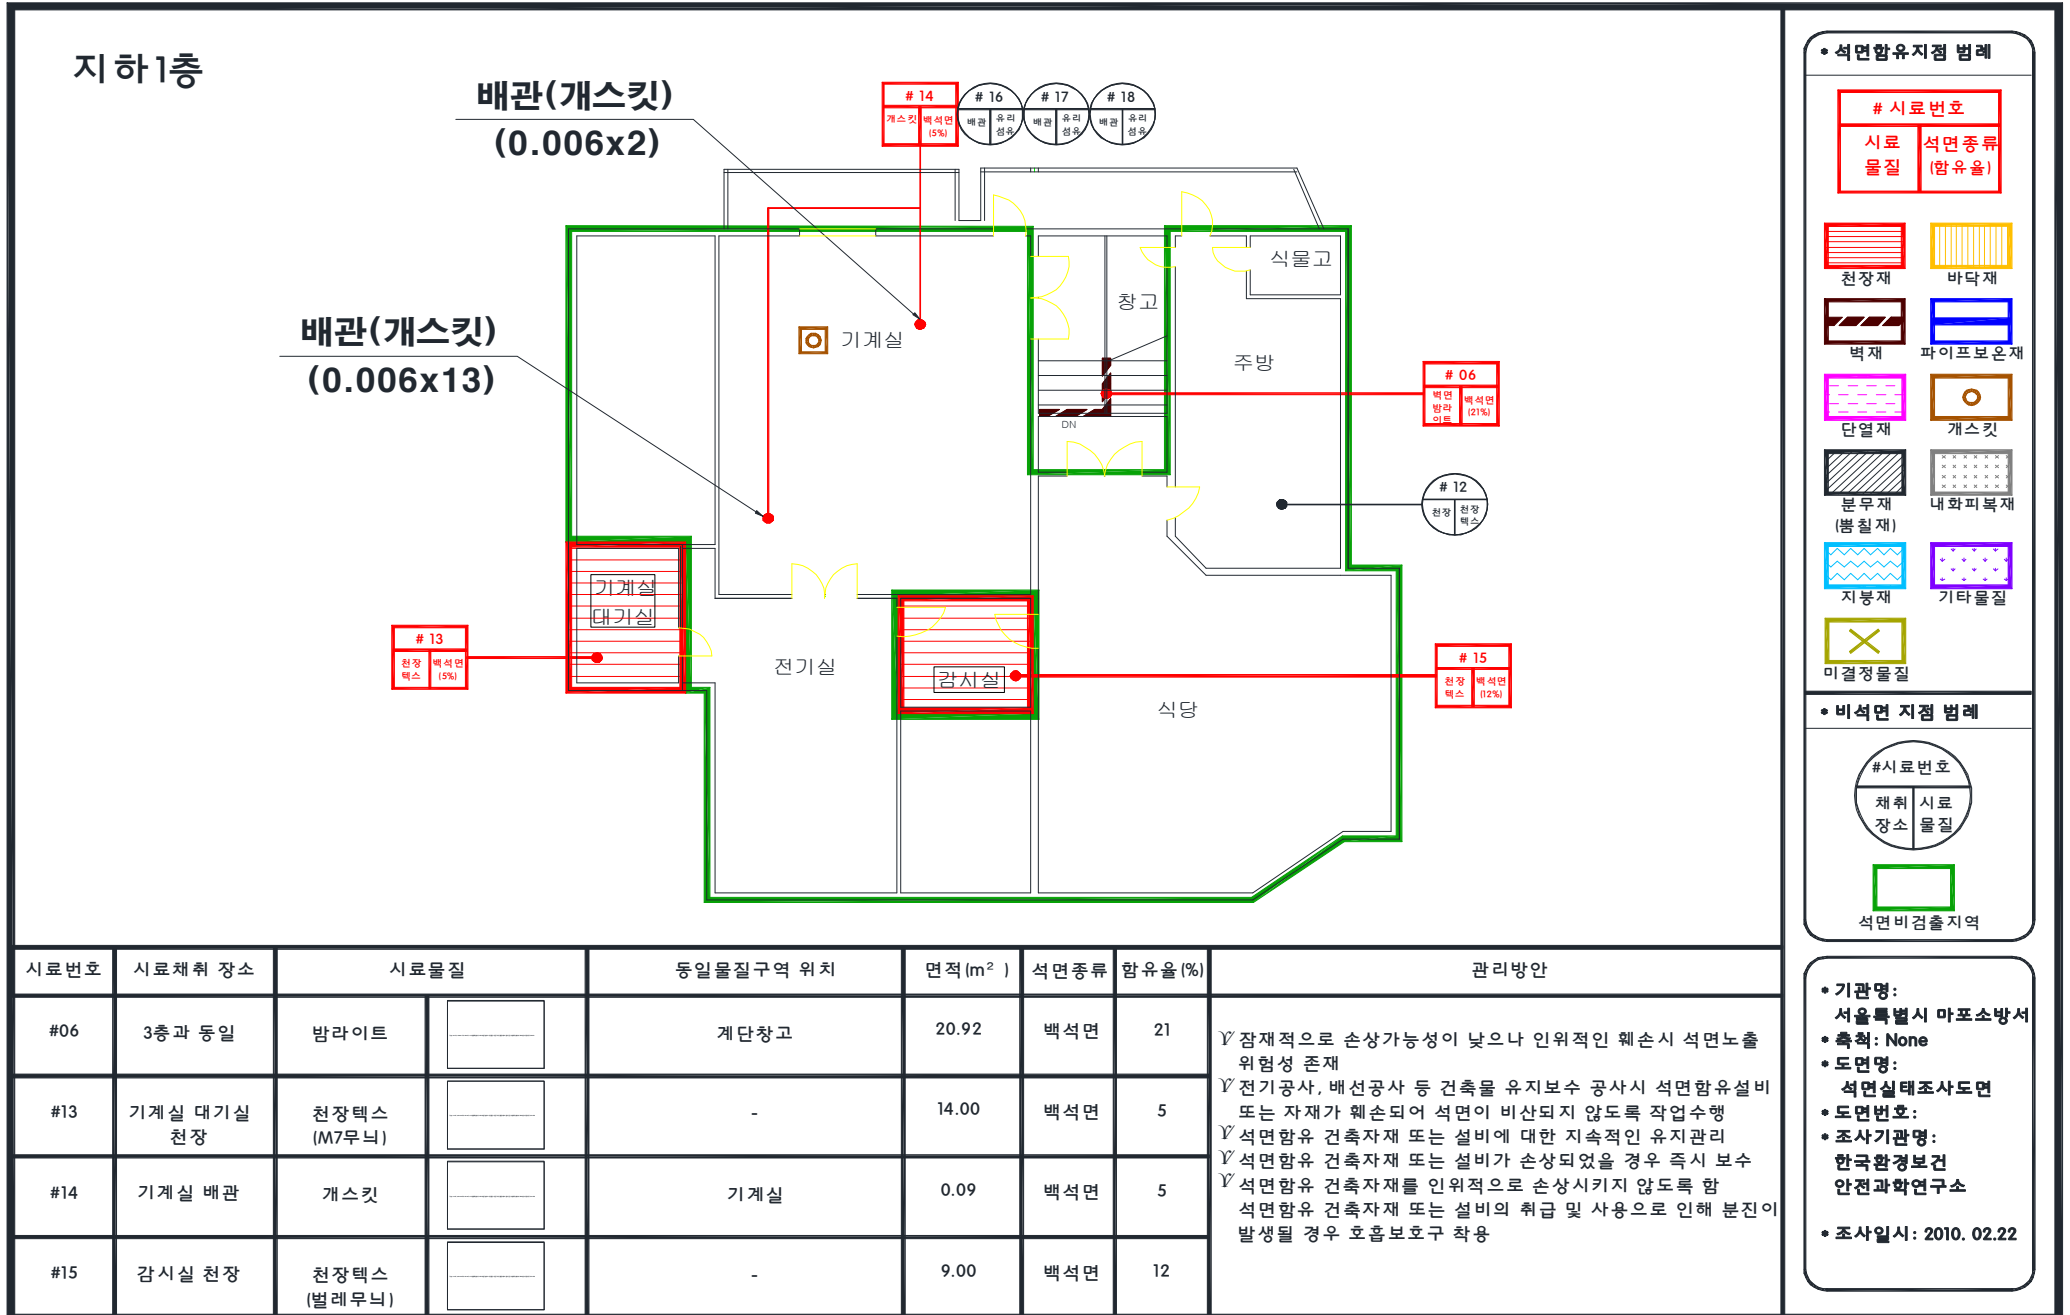 지하1층
배관(개스킷)
(0.006x2)
# 14
개스킷 백석면
(5%)
# 16
배관 유리
섬유
# 17
배관 유리
섬유
# 18
배관 유리
섬유
배관(개스킷)
(0.006x13)
기계실
창고
식물고
주방
DN
# 06
벽면
밤라
이트
백석면
(21%)
# 12
천장 천장
텍스
기계실
대기실
# 13
천장
텍스
백석면
(5%)
전기실
감시실
식당
# 15
천장
텍스
백석면
(12%)
• 석면함유지점 범례
# 시료번호
시료
물질
석면종류
(함유율)
천장재 바닥재
벽재 파이프보온재
단열재 개스킷
분무재
(뿜칠재)
내화피복재
지붕재 기타물질
미결정물질
• 비석면 지점 범례
#시료번호
채취
장소
시료
물질
석면비검출지역
• 기관명:
서울특별시 마포소방서
• 축척: None
• 도면명:
석면실태조사도면
• 도면번호:
• 조사기관명:
한국환경보건
안전과학연구소
• 조사일시: 2010. 02.22
시료번호 시료채취 장소 시료물질 동일물질구역 위치 면적(m²) 석면종류 함유율(%) 관리방안
#06 3층과 동일 밤라이트 계단창고 20.92 백석면 21
#13 기계실 대기실
천장
천장텍스
(M7무늬)
- 14.00 백석면 5
#14 기계실 배관 개스킷 기계실 0.09 백석면 5
#15 감시실 천장 천장텍스
(벌레무늬)
- 9.00 백석면 12
잠재적으로 손상가능성이 낮으나 인위적인 훼손시 석면노출
위험성 존재
전기공사, 배선공사 등 건축물 유지보수 공사시 석면함유설비
또는 자재가 훼손되어 석면이 비산되지 않도록 작업수행
석면함유 건축자재 또는 설비에 대한 지속적인 유지관리
석면함유 건축자재 또는 설비가 손상되었을 경우 즉시 보수
석면함유 건축자재를 인위적으로 손상시키지 않도록 함
석면함유 건축자재 또는 설비의 취급 및 사용으로 인해 분진이
발생될 경우 호흡보호구 착용